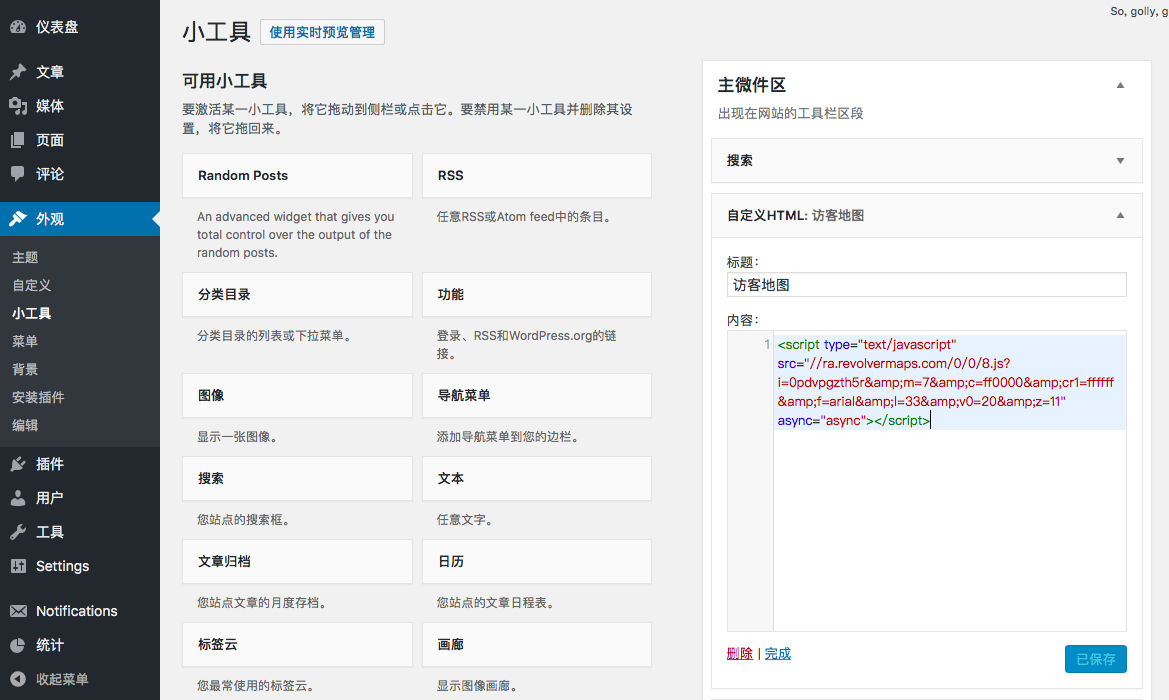 So, golly, g
仪表盘
文章
媒体
页面
评论
外观
主题
自定义
小工具
菜单
背景
安装插件
编辑
插件
用户
工具
Settings
Notifications
统计
收起菜单
小工具
使用实时预览管理
可用小工具
要激活某一小工具，将它拖动到侧栏或点击它。要禁用某一小工具并删除其设
置，将它拖回来。
Random Posts
RSS
An advanced widget that gives you
total control over the output of the
random posts.
任意RSS或Atom feed中的条目。
分类目录
功能
分类目录的列表或下拉菜单。
登录、RSS和WordPress.org的链
接。
图像
导航菜单
显示一张图像。
添加导航菜单到您的边栏。
搜索
文本
您站点的搜索框。
任意文字。
文章归档
日历
您站点文章的月度存档。
您站点的文章日程表。
标签云
画廊
您最常使用的标签云。
显示图像画廊。
主微件区
出现在网站的工具栏区段
搜索
自定义HTML: 访客地图
标题：
访客地图
内容：
1 <script type="text/javascript"
src="//ra.revolvermaps.com/0/0/8.js?
i=0pdvpgzth5r&amp;m=7&amp;c=ff0000&amp;cr1=ffffff
&amp;f=arial&amp;l=33&amp;v0=20&amp;z=11"
async="async"></script>
删除 | 完成
已保存